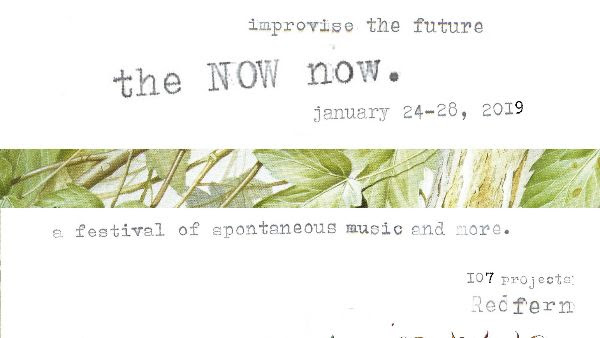 improvise the future
the NOW now.
january 24-28, 2019
a festival of spontaneous music and more.
107 projects
Redfern